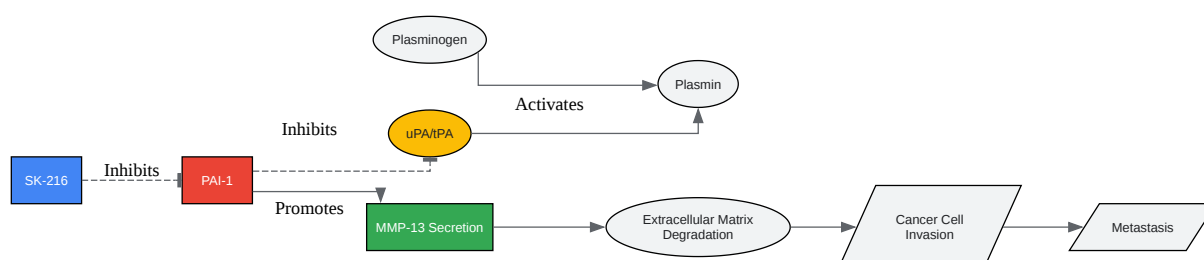 Plasminogen
Plasmin
Activates
Inhibits
uPA/tPA
SK-216
Inhibits
PAI-1
Promotes
MMP-13 Secretion
Extracellular Matrix
Degradation
Cancer Cell
Invasion
Metastasis